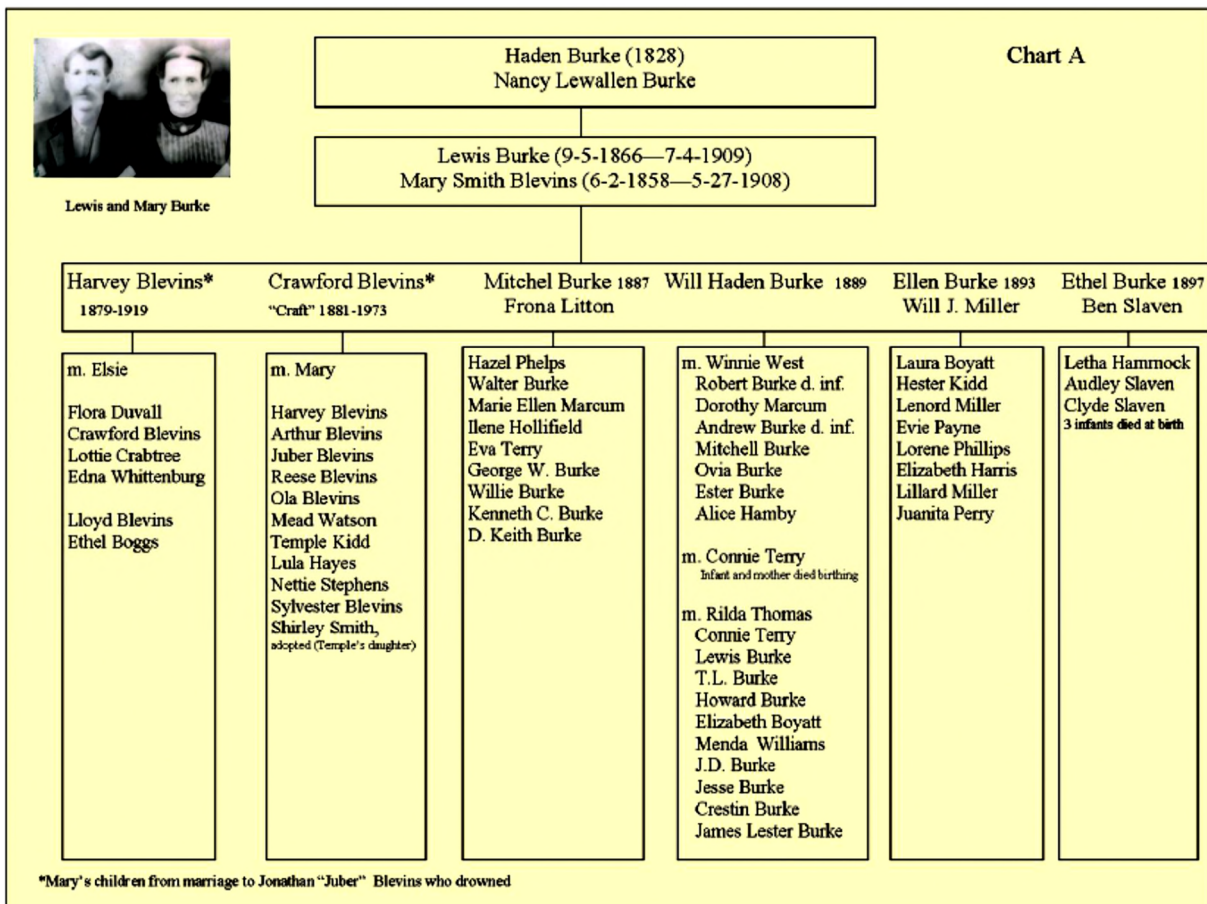 Haden Burke (1828)
Nancy Lewallen Burke
Chart A
Lewis Burke (9-5-1866—7-4-1909)
Mary Smith Blevins (6-2-1858—5-27-1908)
Lewis and Mary Burke
Harvey Blevins*
1879-1919
Crawford Blevins*
“Craft” 1881-1973
Mitchel Burke 1887
Frona Litton
Will Haden Burke 1889
Ellen Burke 1893
Will J. Miller
Ethel Burke 1897
Ben Slaven
m. Elsie
Flora Duvall
Crawford Blevins
Lottie Crabtree
Edna Whittenburg
Lloyd Blevins
Ethel Boggs
m. Mary
Harvey Blevins
Arthur Blevins
Juber Blevins
Reese Blevins
Ola Blevins
Mead Watson
Temple Kidd
Lula Hayes
Nettie Stephens
Sylvester Blevins
Shirley Smith,
adopted (Temple’s daughter)
Hazel Phelps
Walter Burke
Marie Ellen Marcum
Ilene Hollifield
Eva Terry
George W. Burke
Willie Burke
Kenneth C. Burke
D. Keith Burke
m. Winnie West
Robert Burke d. inf.
Dorothy Marcum
Andrew Burke d. inf.
Mitchell Burke
Ovia Burke
Ester Burke
Alice Hamby
m. Connie Terry
Infant and mother died birthing
m. Rilda Thomas
Connie Terry
Lewis Burke
T.L. Burke
Howard Burke
Elizabeth Boyatt
Menda Williams
J.D. Burke
Jesse Burke
Crestin Burke
James Lester Burke
Laura Boyatt
Hester Kidd
Lenord Miller
Evie Payne
Lorene Phillips
Elizabeth Harris
Lillard Miller
Juanita Perry
Letha Hammock
Audley Slaven
Clyde Slaven
3 infants died at birth
*Mary’s children from marriage to Jonathan “Juber” Blevins who drowned